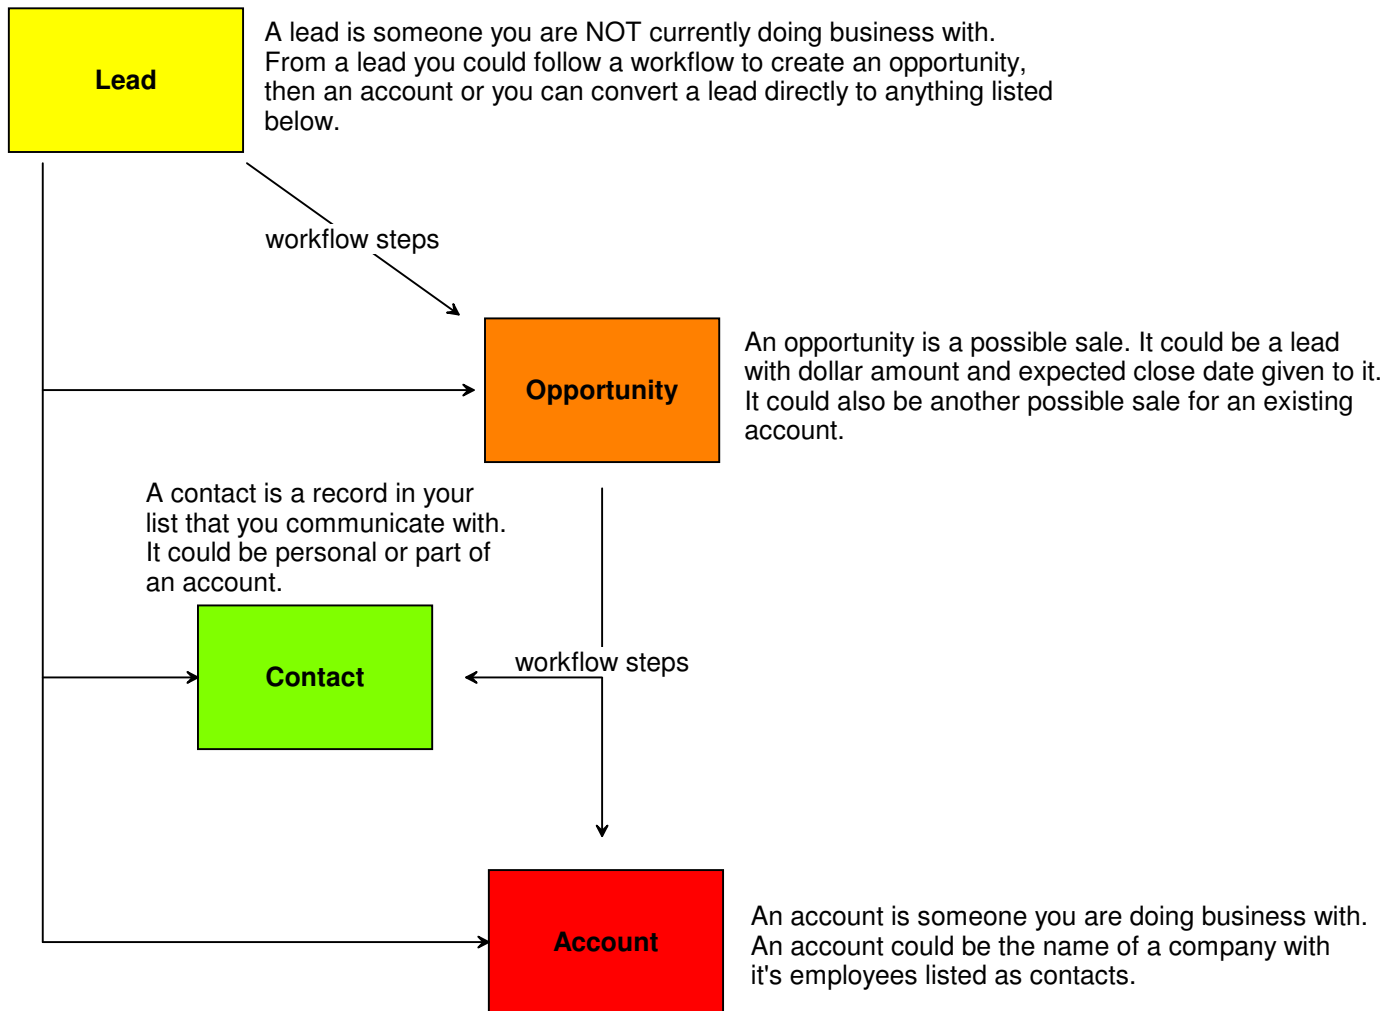 Lead
A lead is someone you are NOT currently doing business with.
From a lead you could follow a workflow to create an opportunity,
then an account or you can convert a lead directly to anything listed
below.
workflow steps
Opportunity
An opportunity is a possible sale. It could be a lead
with dollar amount and expected close date given to it.
It could also be another possible sale for an existing
account.
A contact is a record in your
list that you communicate with.
It could be personal or part of
an account.
Contact
workflow steps
Account
An account is someone you are doing business with.
An account could be the name of a company with
it's employees listed as contacts.